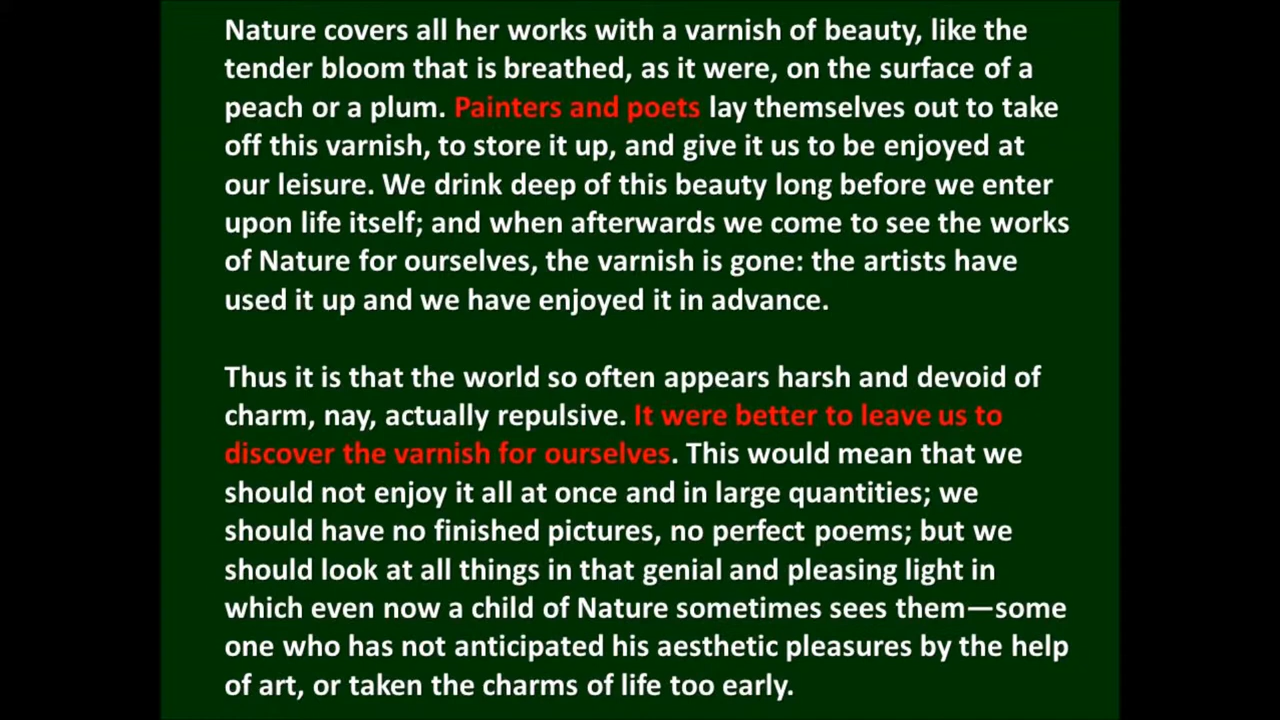 Nature covers all her works with a varnish of beauty, like the
tender bloom that is breathed, as it were, on the surface of a
peach or a plum. Painters and poets lay themselves out to take
off this varnish, to store it up, and give it us to be enjoyed at
our leisure. We drink deep of this beauty long before we enter
upon life itself; and when afterwards we come to see the works
of Nature for ourselves, the varnish is gone: the artists have
used it up and we have enjoyed it in advance.
Thus it is that the world so often appears harsh and devoid of
charm, nay, actually repulsive. It were better to leave us to
discover the varnish for ourselves. This would mean that we
should not enjoy it all at once and in large quantities; we
should have no finished pictures, no perfect poems; but we
should look at all things in that genial and pleasing light in
which even now a child of Nature sometimes sees them—some
one who has not anticipated his aesthetic pleasures by the help
of art, or taken the charms of life too early.